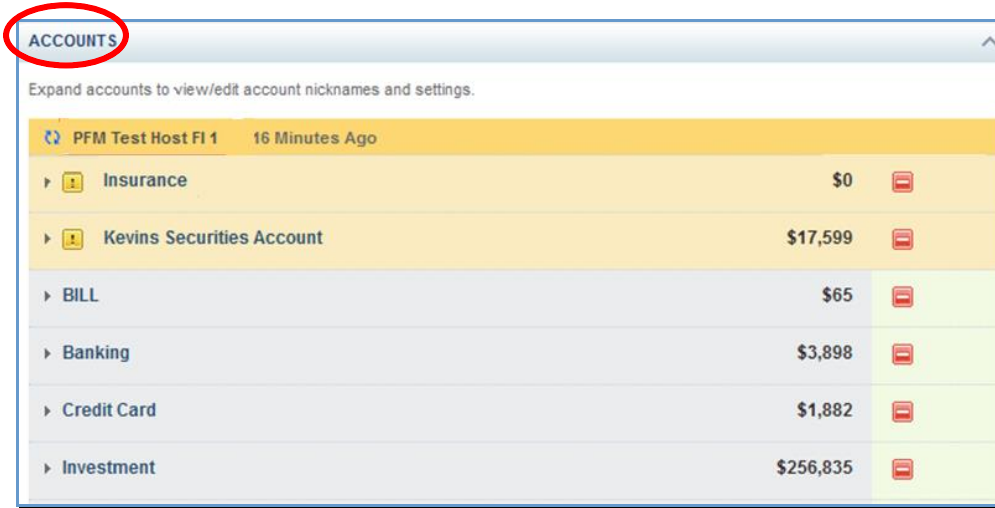 ACCOUNTS
Expand accounts to view/edit account nicknames and settings.
PFM Test Host FI 1 16 Minutes Ago
Insurance $0
Kevins Securities Account $17,599
BILL $65
Banking $3,898
Credit Card $1,882
Investment $256,835